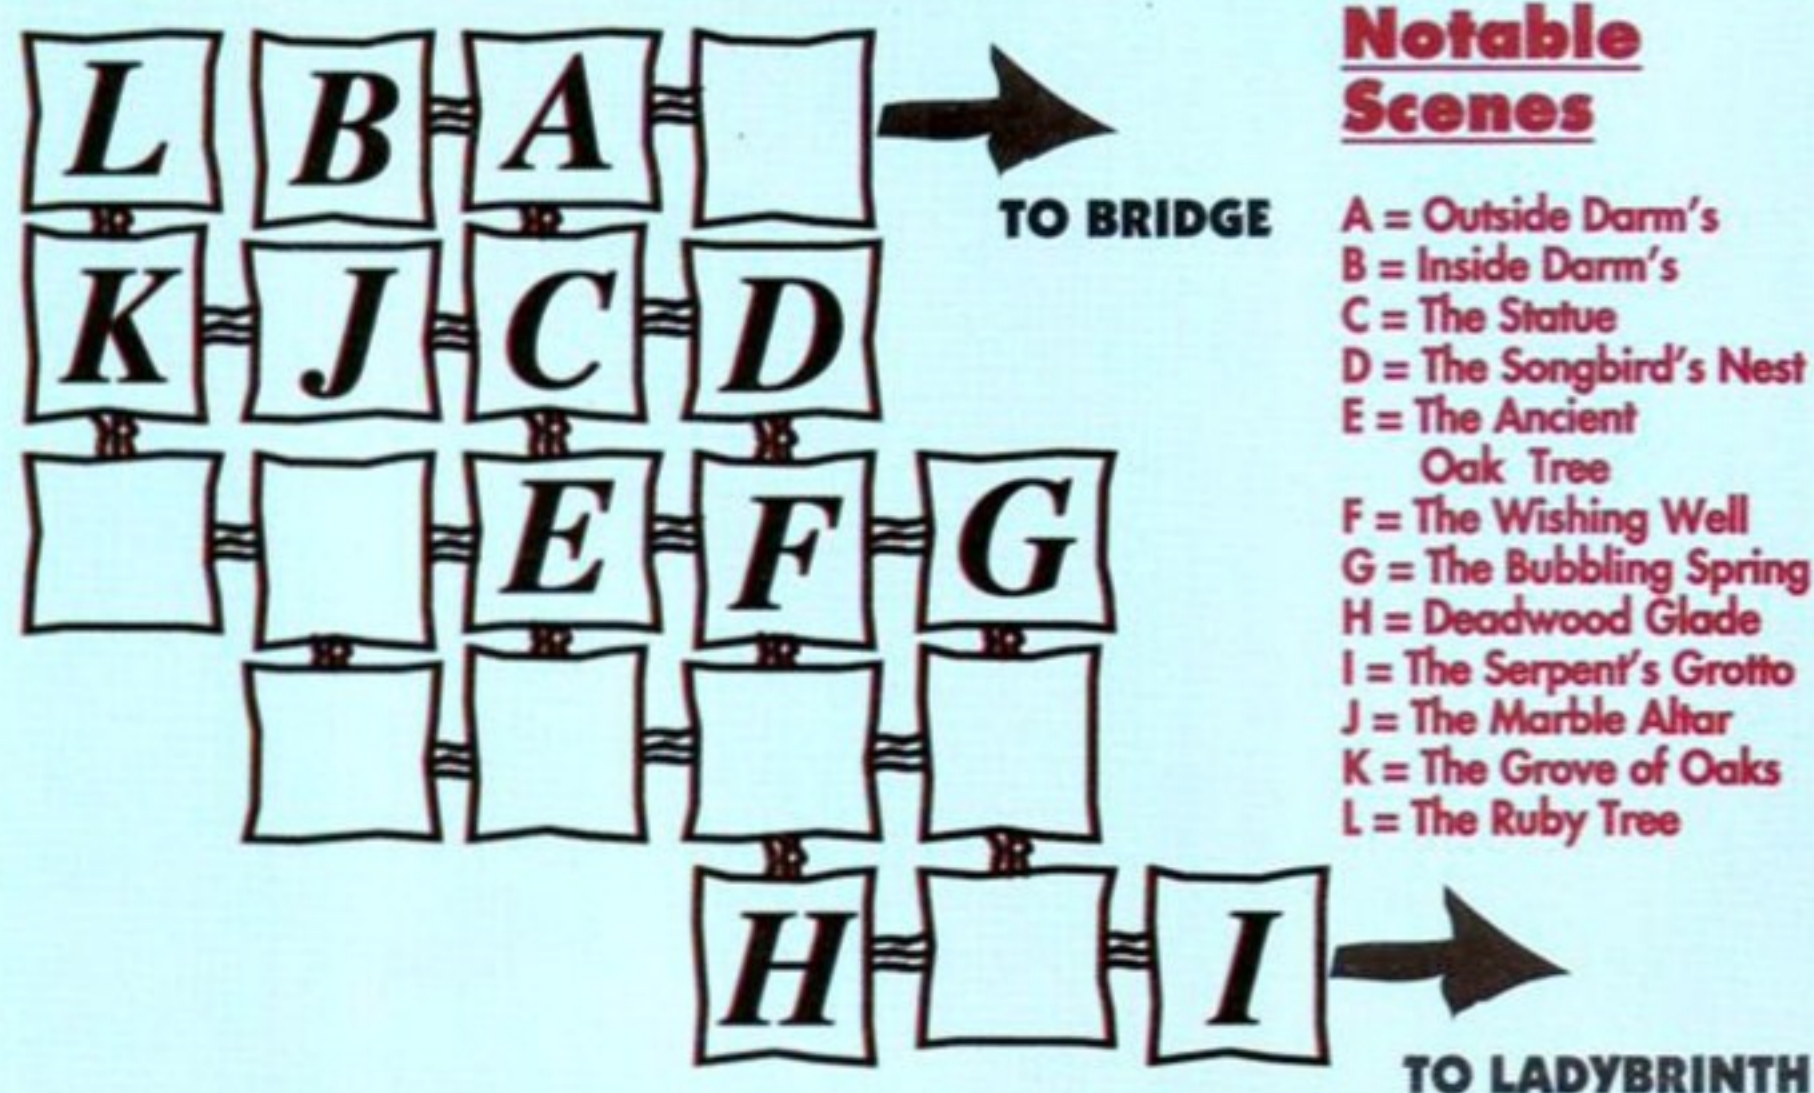 L B A
TO BRIDGE
K J C D
E F G
H I
TO LADYBRINTH
Notable
Scenes
A = Outside Darm's
B = Inside Darm's
C = The Statue
D = The Songbird's Nest
E = The Ancient
Oak Tree
F = The Wishing Well
G = The Bubbling Spring
H = Deadwood Glade
I = The Serpent's Grotto
J = The Marble Altar
K = The Grove of Oaks
L = The Ruby Tree